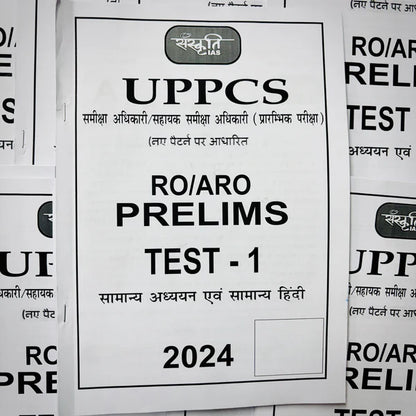 संस्कृति
IAS
UPPCS
समीक्षा अधिकारी/सहायक समीक्षा अधिकारी (प्रारम्भिक परीक्षा)
(नए पैटर्न पर आधारित
RO/ARO
PRELIMS
TEST - 1
सामान्य अध्ययन एवं सामान्य हिंदी
2024